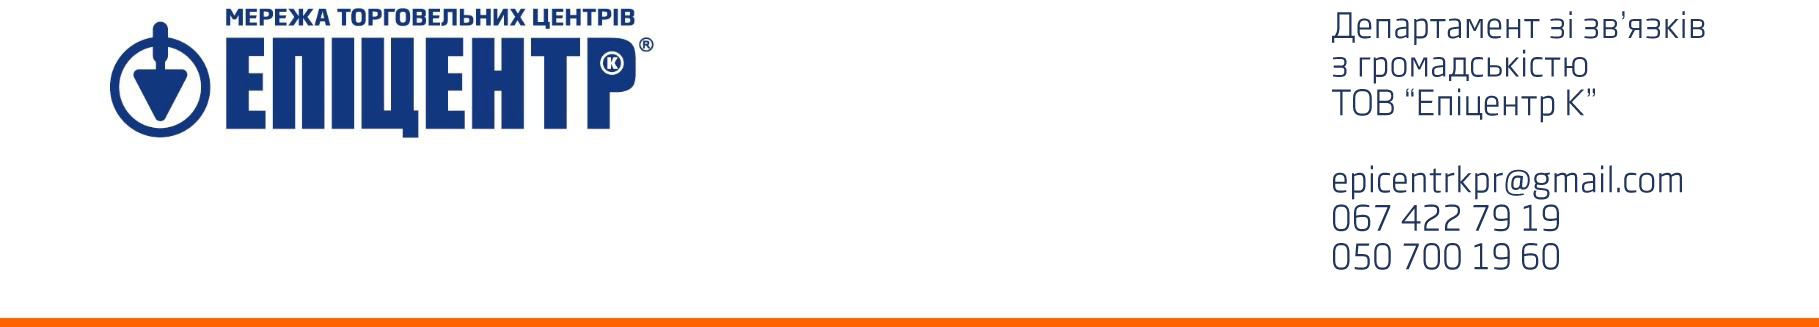 МЕРЕЖА ТОРГОВЕЛЬНИХ ЦЕНТРІВ
ЕПІЦЕНТР®
К
Департамент зі зв’язків
з громадськістю
ТОВ “Епіцентр К”
epicentrkpr@gmail.com
067 422 79 19
050 700 19 60